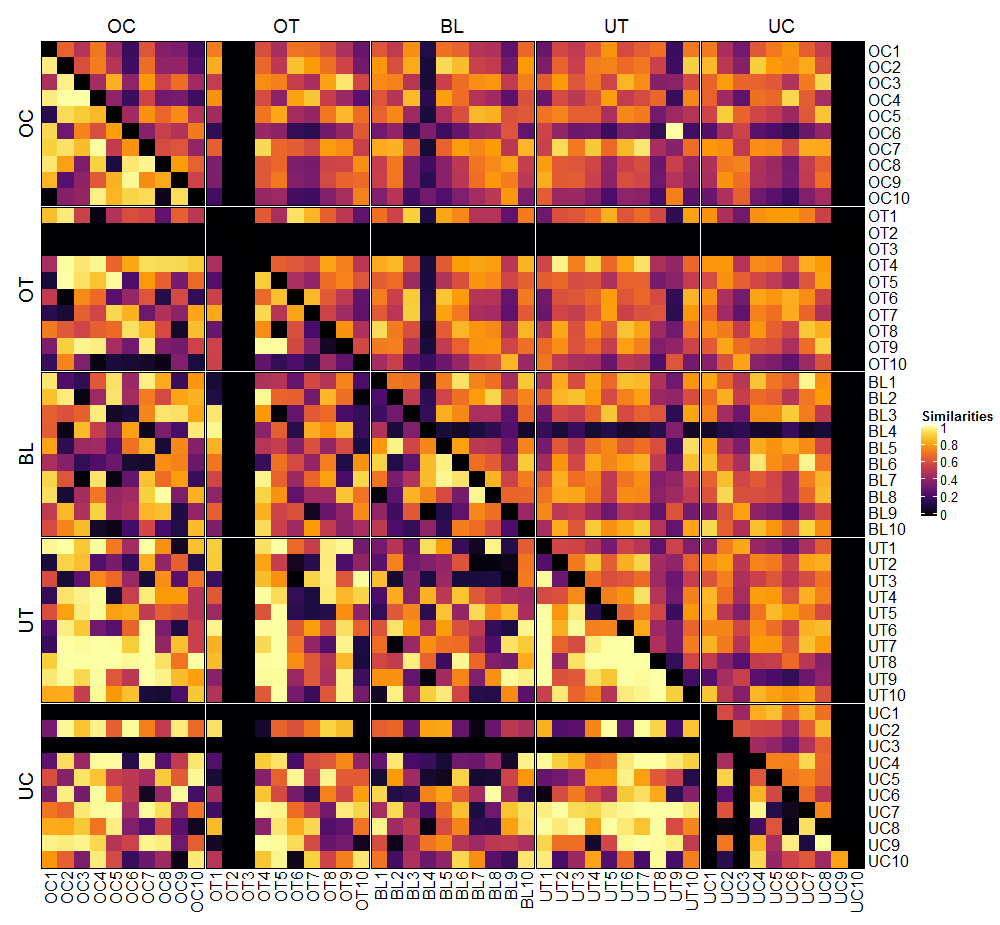 OC OT BL UT UC
OC
OT
BL
UT
UC
OC1
OC2
OC3
OC4
OC5
OC6
OC7
OC8
OC9
OC10
OT1
OT2
OT3
OT4
OT5
OT6
OT7
OT8
OT9
OT10
BL1
BL2
BL3
BL4
BL5
BL6
BL7
BL8
BL9
BL10
UT1
UT2
UT3
UT4
UT5
UT6
UT7
UT8
UT9
UT10
UC1
UC2
UC3
UC4
UC5
UC6
UC7
UC8
UC9
UC10
Similarities
1
0.8
0.6
0.4
0.2
0
OC1 OC2 OC3 OC4 OC5 OC6 OC7 OC8 OC9 OC10 OT1 OT2 OT3 OT4 OT5 OT6 OT7 OT8 OT9 OT10 BL1 BL2 BL3 BL4 BL5 BL6 BL7 BL8 BL9 BL10 UT1 UT2 UT3 UT4 UT5 UT6 UT7 UT8 UT9 UT10 UC1 UC2 UC3 UC4 UC5 UC6 UC7 UC8 UC9 UC10